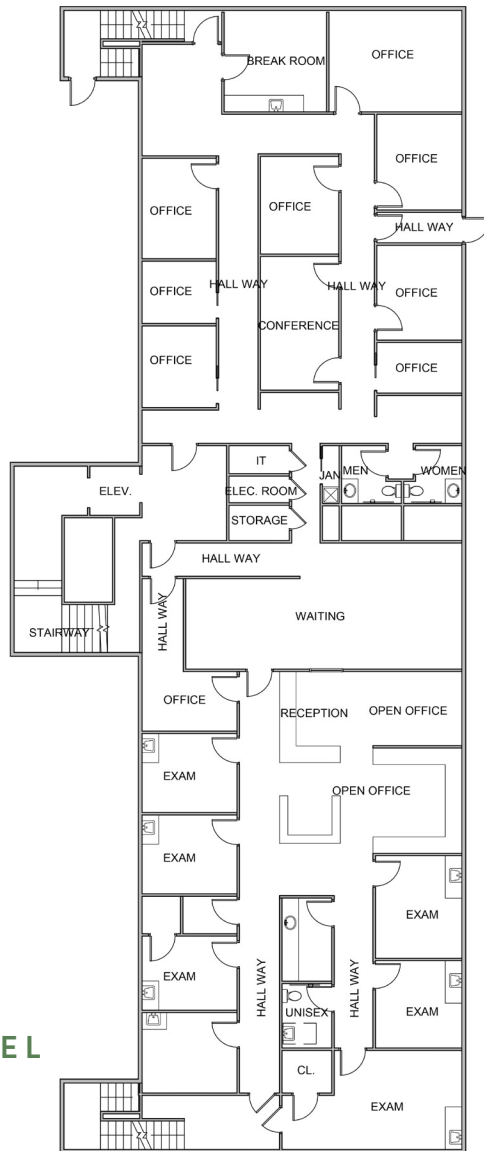 BREAK ROOM
OFFICE
OFFICE
OFFICE
OFFICE
HALL WAY
HALL WAY
HALL WAY
OFFICE
OFFICE
CONFERENCE
OFFICE
OFFICE
IT
JAN
MEN
WOMEN
ELEV.
ELEC. ROOM
STORAGE
HALL WAY
HALL WAY
WAITING
STAIRWAY
OFFICE
RECEPTION
OPEN OFFICE
EXAM
OPEN OFFICE
EXAM
EXAM
EXAM
HALL WAY
HALL WAY
UNISEX
EXAM
EL
CL.
EXAM